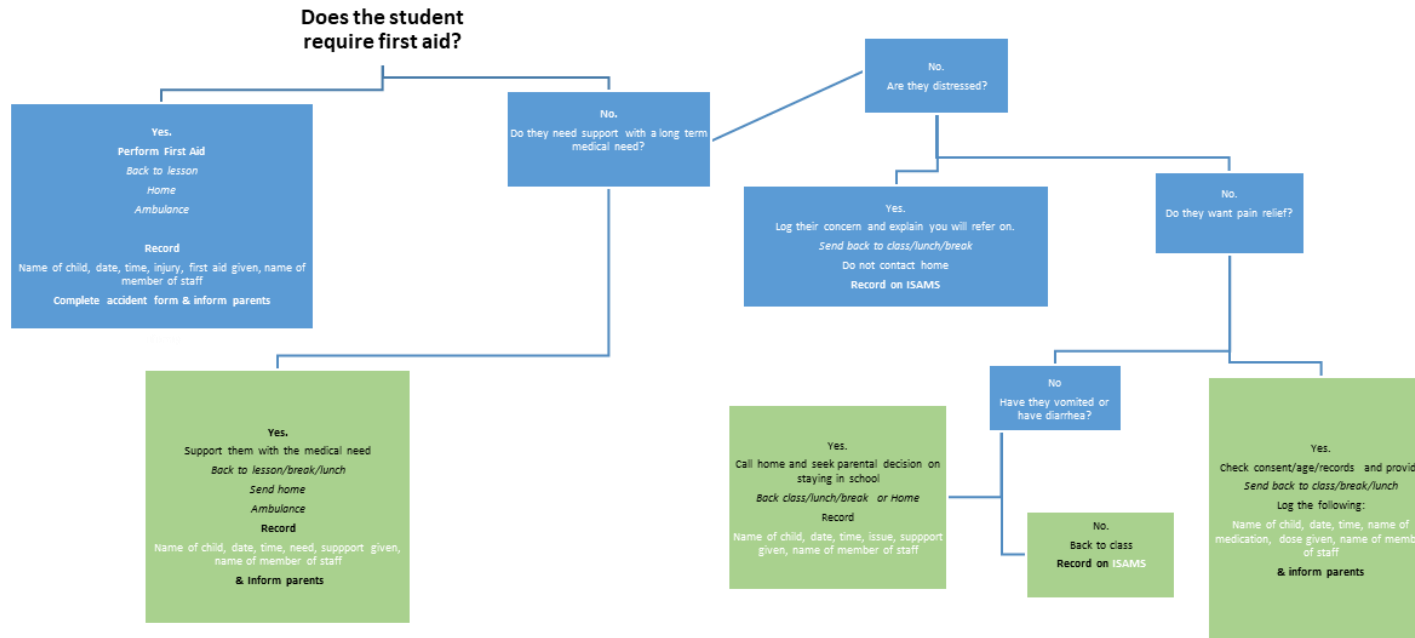 Does the student
require first aid?
Yes.
Perform First Aid
Back to lesson
Home
Ambulance
Record
Name of child, date, time, injury, first aid given, name of
member of staff
Complete accident form & inform parents
No.
Do they need support with a long term
medical need?
No.
Are they distressed?
Yes.
Log their concern and explain you will refer on.
Send back to class/lunch/break
Do not contact home
Record on ISAMS
No.
Do they want pain relief?
Yes.
Support them with the medical need
Back to lesson/break/lunch
Send home
Ambulance
Record
Name of child, date, time, need, suppport given,
name of member of staff
& Inform parents
No
Have they vomited or
have diarrhea?
Yes.
Call home and seek parental decision on
staying in school
Back class/lunch/break or Home
Record
Name of child, date, time, issue, suppport
given, name of member of staff
No.
Back to class
Record on ISAMS
Yes.
Check consent/age/records and provid
Send back to class/break/lunch
Log the following:
Name of child, date, time, name of
medication, dose given, name of memb
of staff
& inform parents